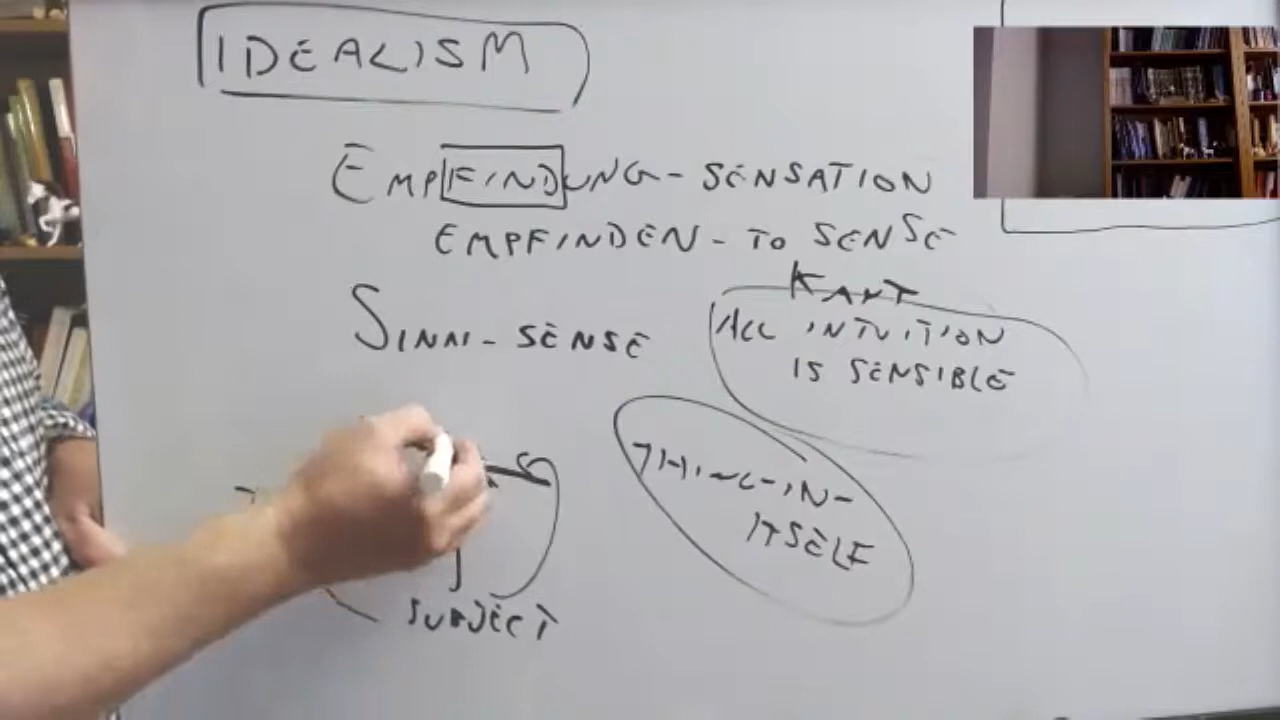 IDEALISM
EMPFINDUNG - SENSATION
EMPFINDEN - TO SENSE
SINN - SENSE
KANT
ALL INTUITION
IS SENSIBLE
THING-IN-
ITSELF
SUBJECT